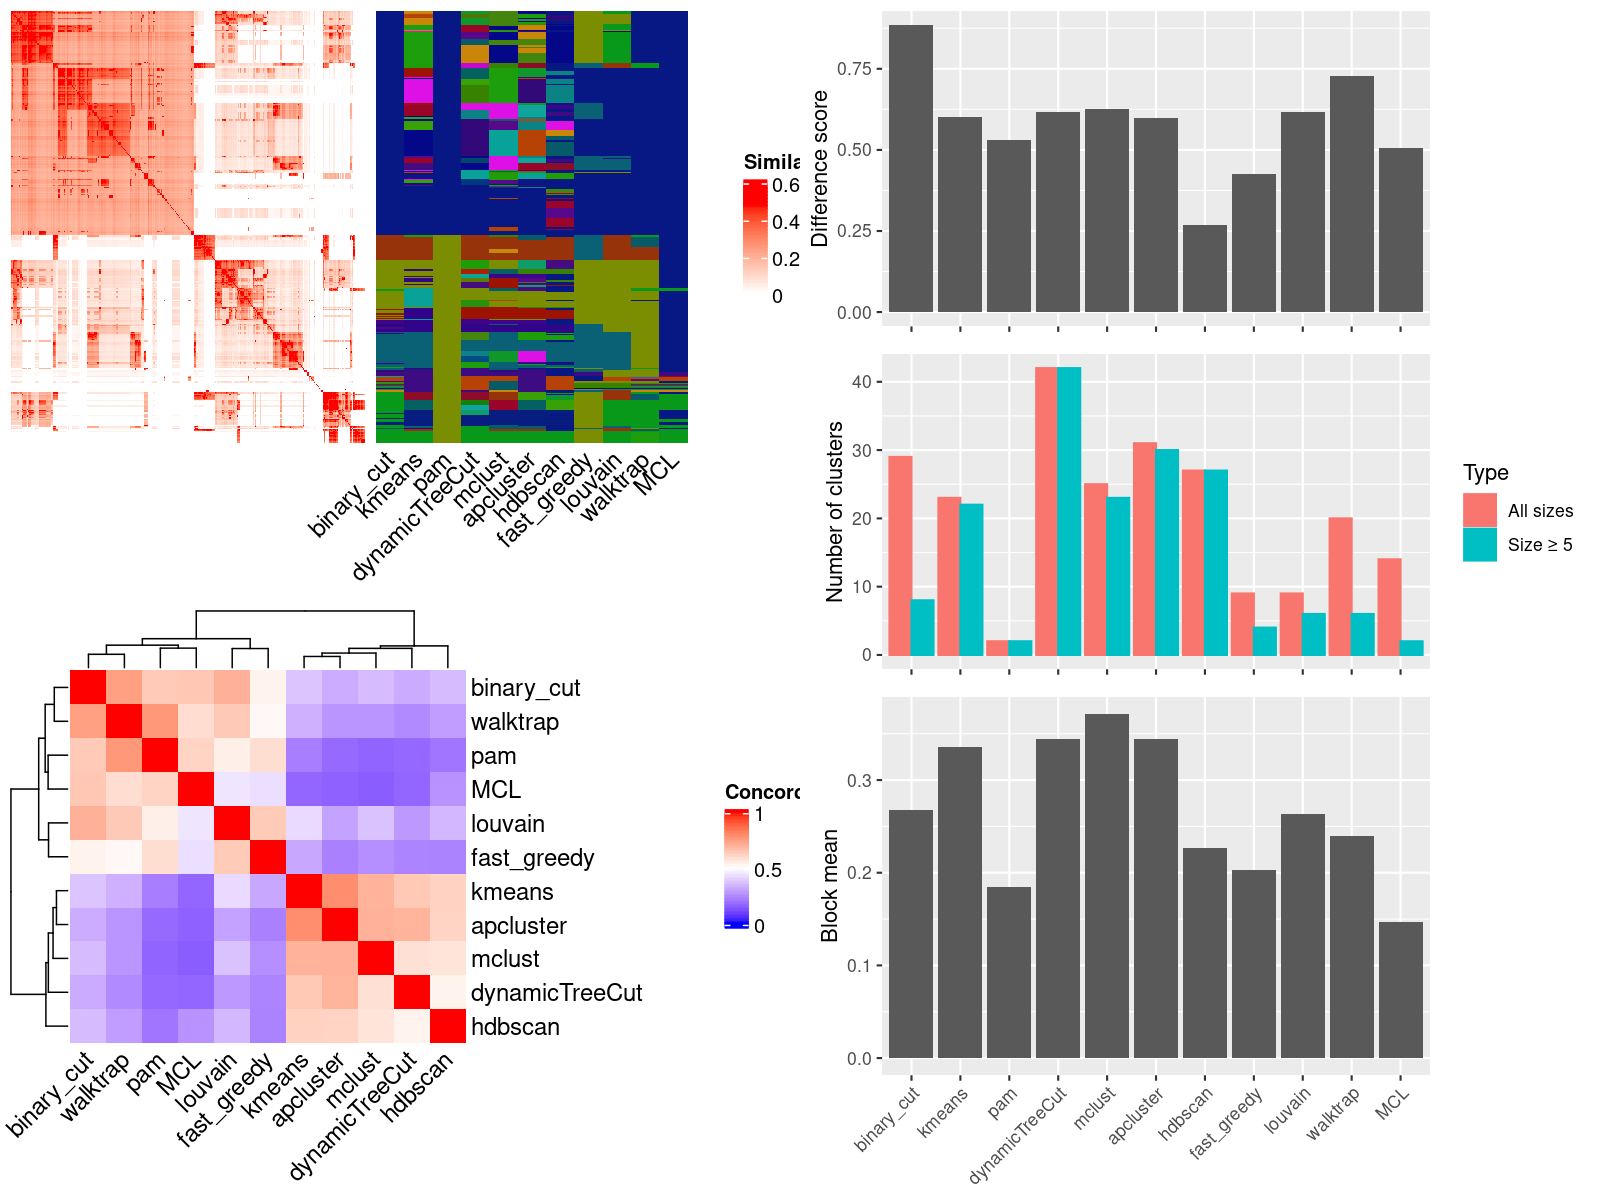 Simila
0.6
0.4
0.2
0
binary_cut
kmeans
pam
dynamicTreeCut
mclust
apcluster
hdbscan
fast_greedy
louvain
walktrap
MCL
Difference score
0.75
0.50
0.25
0.00
Number of clusters
40
30
20
10
0
Type
All sizes
Size ≥ 5
binary_cut
walktrap
pam
MCL
louvain
fast_greedy
kmeans
apcluster
mclust
dynamicTreeCut
hdbscan
binary_cut
walktrap
pam
MCL
louvain
fast_greedy
kmeans
apcluster
mclust
dynamicTreeCut
hdbscan
Concord
1
0.5
0
Block mean
0.3
0.2
0.1
0.0
binary_cut
kmeans
pam
dynamicTreeCut
mclust
apcluster
hdbscan
fast_greedy
louvain
walktrap
MCL